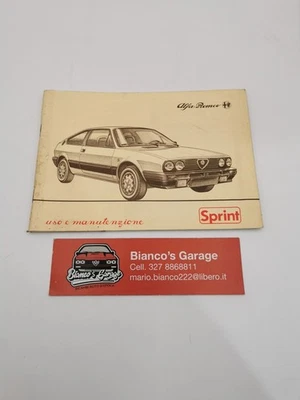 Alfa Romeo
uso e manutenzione
Sprint
Bianco's Garage
Bianco's Garage
Cell. 327 8868811
mario.bianco222@libero.it